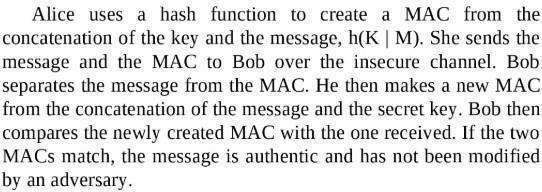 Alice uses a hash function to create a MAC from the
concatenation of the key and the message, h(K | M). She sends the
message and the MAC to Bob over the insecure channel. Bob
separates the message from the MAC. He then makes a new MAC
from the concatenation of the message and the secret key. Bob then
compares the newly created MAC with the one received. If the two
MACs match, the message is authentic and has not been modified
by an adversary.